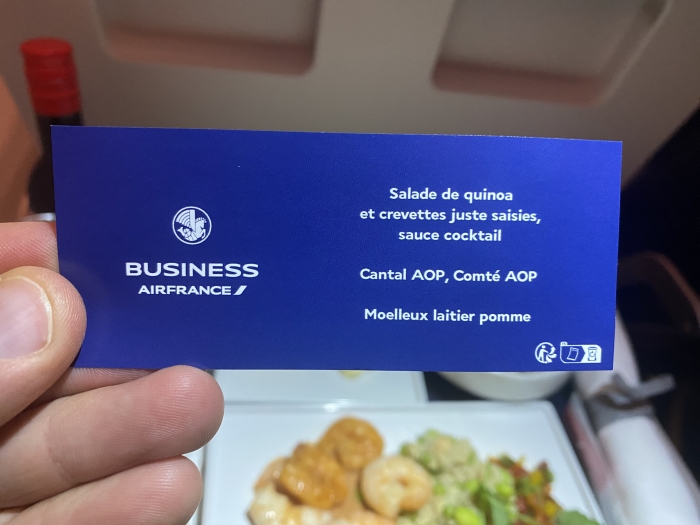 BUSINESS
AIRFRANCE
Salade de quinoa
et crevettes juste saisies,
sauce cocktail
Cantal AOP, Comté AOP
Moelleux laitier pomme